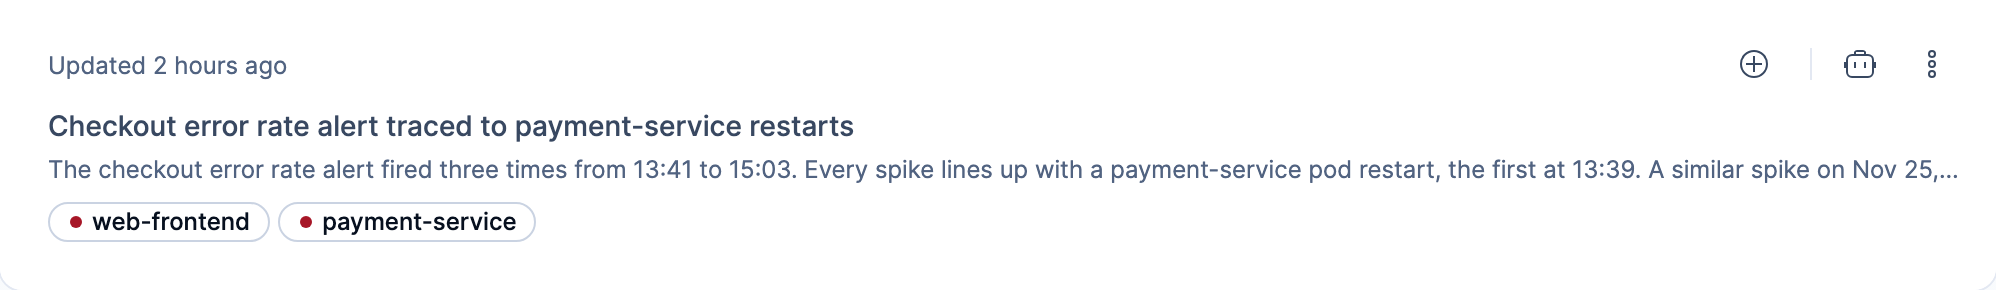 Updated 2 hours ago
Checkout error rate alert traced to payment-service restarts
The checkout error rate alert fired three times from 13:41 to 15:03. Every spike lines up with a payment-service pod restart, the first at 13:39. A similar spike on Nov 25,...
web-frontend payment-service